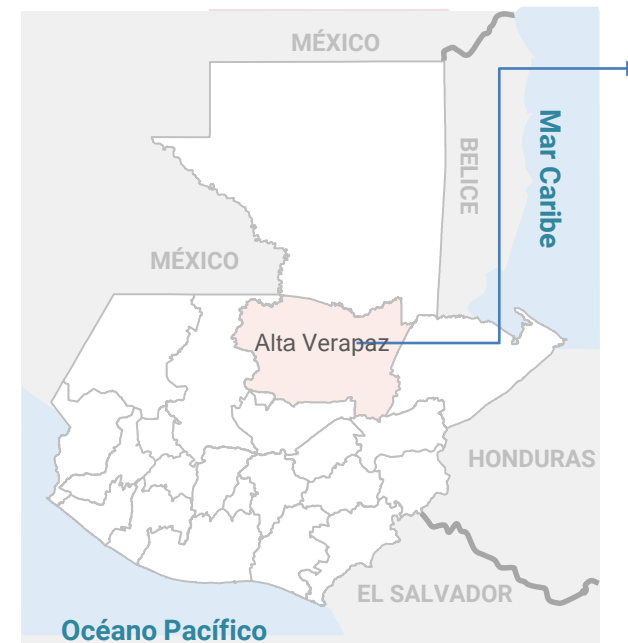 MÉXICO
BELICE
Mar Caribe
MÉXICO
Alta Verapaz
HONDURAS
EL SALVADOR
Océano Pacífico